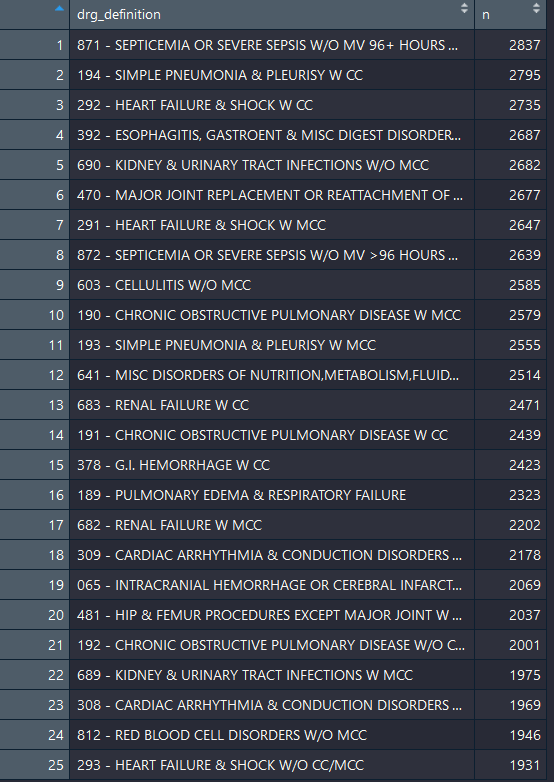 drg_definition n
1 871 - SEPTICEMIA OR SEVERE SEPSIS W/O MV 96+ HOURS ... 2837
2 194 - SIMPLE PNEUMONIA & PLEURISY W CC 2795
3 292 - HEART FAILURE & SHOCK W CC 2735
4 392 - ESOPHAGITIS, GASTROENT & MISC DIGEST DISORDER... 2687
5 690 - KIDNEY & URINARY TRACT INFECTIONS W/O MCC 2682
6 470 - MAJOR JOINT REPLACEMENT OR REATTACHMENT OF ... 2677
7 291 - HEART FAILURE & SHOCK W MCC 2647
8 872 - SEPTICEMIA OR SEVERE SEPSIS W/O MV >96 HOURS ... 2639
9 603 - CELLULITIS W/O MCC 2585
10 190 - CHRONIC OBSTRUCTIVE PULMONARY DISEASE W MCC 2579
11 193 - SIMPLE PNEUMONIA & PLEURISY W MCC 2555
12 641 - MISC DISORDERS OF NUTRITION,METABOLISM,FLUID... 2514
13 683 - RENAL FAILURE W CC 2471
14 191 - CHRONIC OBSTRUCTIVE PULMONARY DISEASE W CC 2439
15 378 - G.I. HEMORRHAGE W CC 2423
16 189 - PULMONARY EDEMA & RESPIRATORY FAILURE 2323
17 682 - RENAL FAILURE W MCC 2202
18 309 - CARDIAC ARRHYTHMIA & CONDUCTION DISORDERS ... 2178
19 065 - INTRACRANIAL HEMORRHAGE OR CEREBRAL INFARCT... 2069
20 481 - HIP & FEMUR PROCEDURES EXCEPT MAJOR JOINT W ... 2037
21 192 - CHRONIC OBSTRUCTIVE PULMONARY DISEASE W/O C... 2001
22 689 - KIDNEY & URINARY TRACT INFECTIONS W MCC 1975
23 308 - CARDIAC ARRHYTHMIA & CONDUCTION DISORDERS ... 1969
24 812 - RED BLOOD CELL DISORDERS W/O MCC 1946
25 293 - HEART FAILURE & SHOCK W/O CC/MCC 1931